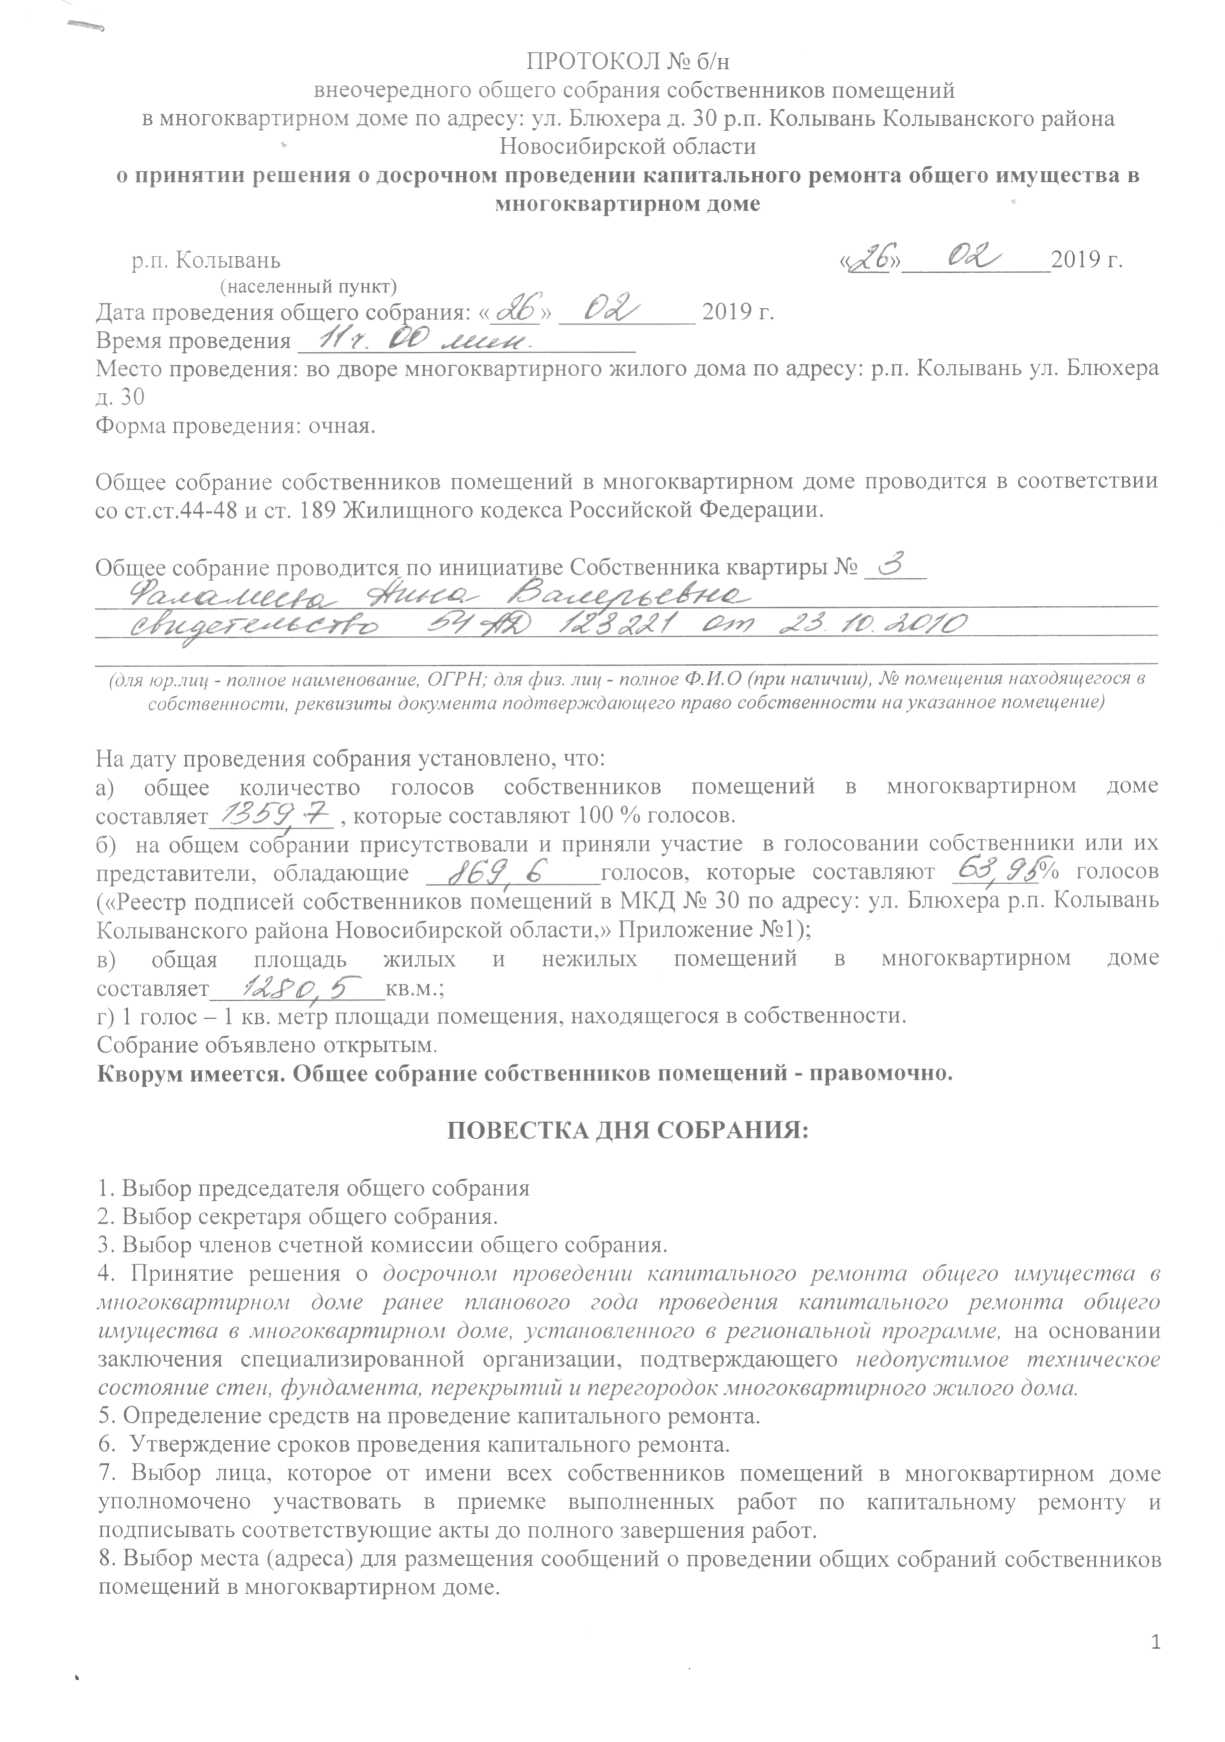 ПРОТОКОЛ № б/н
внеочередного общего собрания собственников помещений
в многоквартирном доме по адресу: ул. Блюхера д. 30 р.п. Колывань Колыванского района
Новосибирской области
о принятии решения о досрочном проведении капитального ремонта общего имущества в
многоквартирном доме
р.п. Колывань «26» 02 2019 г.
(населенный пункт)
Дата проведения общего собрания: «26» 02 2019 г.
Время проведения 11 ч. 00 мин.
Место проведения: во дворе многоквартирного жилого дома по адресу: р.п. Колывань ул. Блюхера
д. 30
Форма проведения: очная.
Общее собрание собственников помещений в многоквартирном доме проводится в соответствии
со ст.ст.44-48 и ст. 189 Жилищного кодекса Российской Федерации.
Общее собрание проводится по инициативе Собственника квартиры № 3
Валерьевна
свидетельство 54 АД 123221 от 23.10.2010
(для юр.лиц - полное наименование, ОГРН; для физ. лиц - полное Ф.И.О (при наличии), № помещения находящегося в
собственности, реквизиты документа подтверждающего право собственности на указанное помещение)
На дату проведения собрания установлено, что:
а) общее количество голосов собственников помещений в многоквартирном доме
составляет 1359,7 , которые составляют 100 % голосов.
б) на общем собрании присутствовали и приняли участие в голосовании собственники или их
представители, обладающие 869,6 голосов, которые составляют 63,95% голосов
(«Реестр подписей собственников помещений в МКД № 30 по адресу: ул. Блюхера р.п. Колывань
Колыванского района Новосибирской области,» Приложение №1);
в) общая площадь жилых и нежилых помещений в многоквартирном доме
составляет 1280,5 кв.м.;
г) 1 голос – 1 кв. метр площади помещения, находящегося в собственности.
Собрание объявлено открытым.
Кворум имеется. Общее собрание собственников помещений - правомочно.
ПОВЕСТКА ДНЯ СОБРАНИЯ:
1. Выбор председателя общего собрания
2. Выбор секретаря общего собрания.
3. Выбор членов счетной комиссии общего собрания.
4. Принятие решения о досрочном проведении капитального ремонта общего имущества в
многоквартирном доме ранее планового года проведения капитального ремонта общего
имущества в многоквартирном доме, установленного в региональной программе, на основании
заключения специализированной организации, подтверждающего недопустимое техническое
состояние стен, фундамента, перекрытий и перегородок многоквартирного жилого дома.
5. Определение средств на проведение капитального ремонта.
6. Утверждение сроков проведения капитального ремонта.
7. Выбор лица, которое от имени всех собственников помещений в многоквартирном доме
уполномочено участвовать в приемке выполненных работ по капитальному ремонту и
подписывать соответствующие акты до полного завершения работ.
8. Выбор места (адреса) для размещения сообщений о проведении общих собраний собственников
помещений в многоквартирном доме.
1